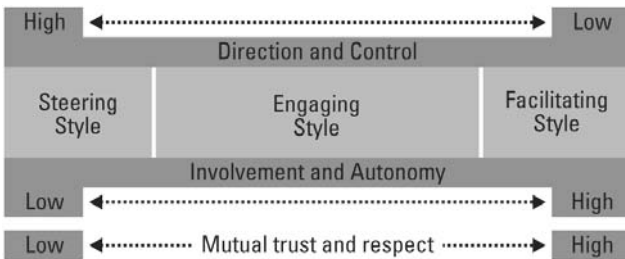 High Low
Direction and Control
Steering Style
Engaging Style
Facilitating Style
Involvement and Autonomy
Low High
Low Mutual trust and respect High